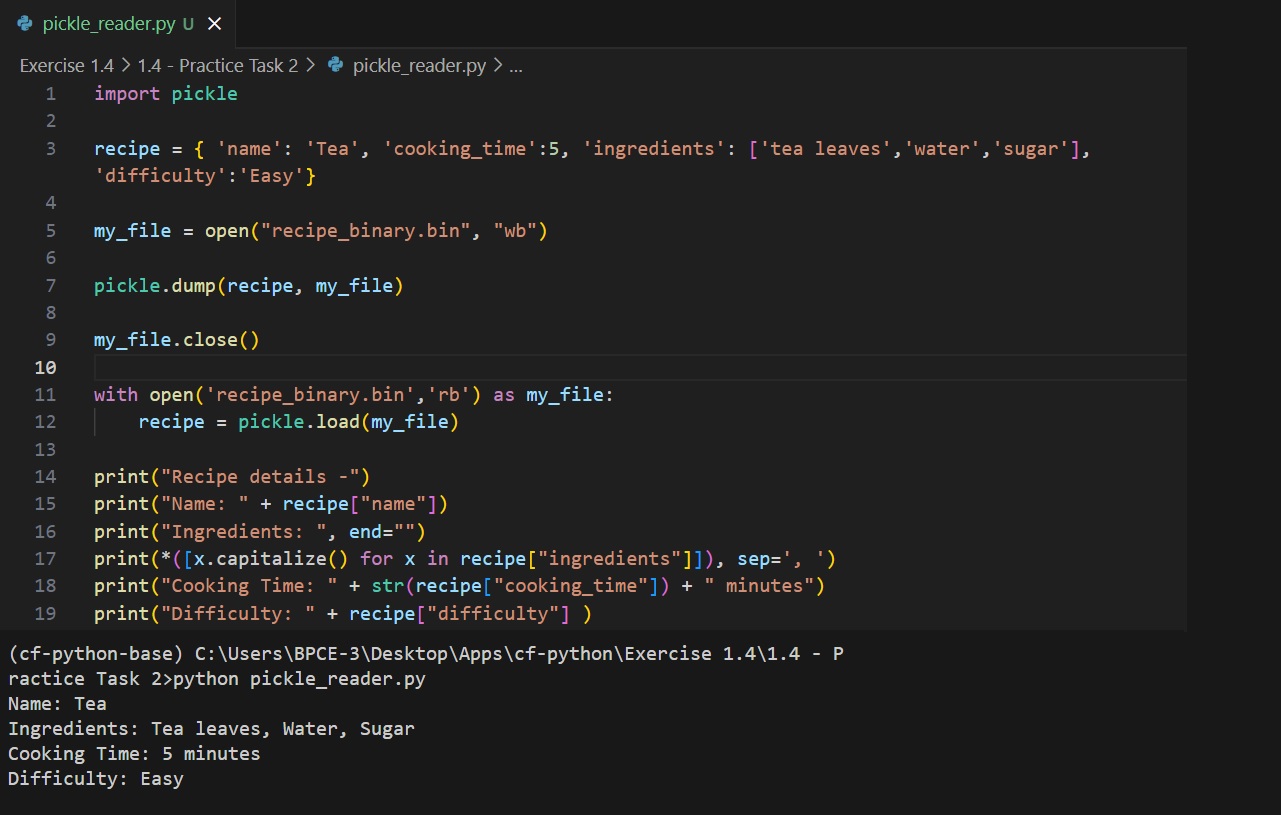 pickle_reader.py U ×
Exercise 1.4 > 1.4 - Practice Task 2 > pickle_reader.py > ...
1 import pickle
2
3 recipe = { 'name': 'Tea', 'cooking_time':5, 'ingredients': ['tea leaves','water','sugar'],
'difficulty':'Easy'}
4
5 my_file = open("recipe_binary.bin", "wb")
6
7 pickle.dump(recipe, my_file)
8
9 my_file.close()
10
11 with open('recipe_binary.bin','rb') as my_file:
12     recipe = pickle.load(my_file)
13
14 print("Recipe details -")
15 print("Name: " + recipe["name"])
16 print("Ingredients: ", end="")
17 print(*([x.capitalize() for x in recipe["ingredients"]]), sep=', ')
18 print("Cooking Time: " + str(recipe["cooking_time"]) + " minutes")
19 print("Difficulty: " + recipe["difficulty"] )
(cf-python-base) C:\Users\BPCE-3\Desktop\Apps\cf-python\Exercise 1.4\1.4 - P
ractice Task 2>python pickle_reader.py
Name: Tea
Ingredients: Tea leaves, Water, Sugar
Cooking Time: 5 minutes
Difficulty: Easy